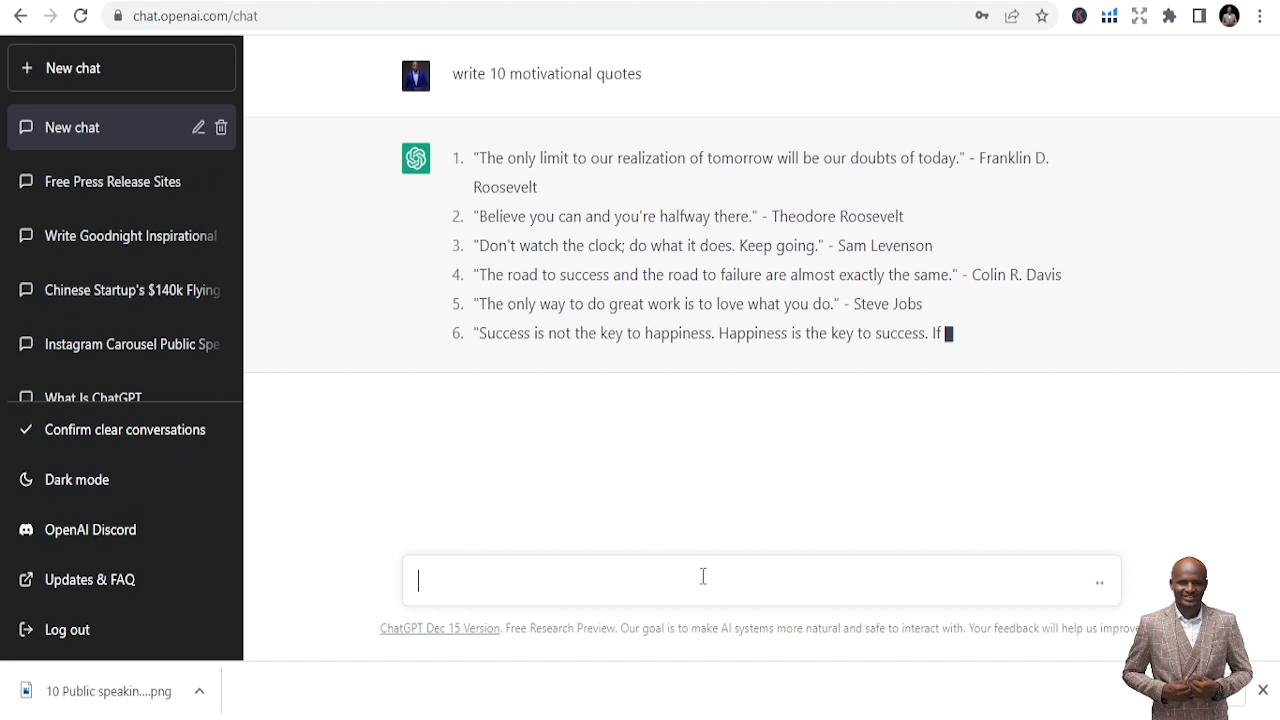 chat.openai.com/chat
K
New chat
New chat
Free Press Release Sites
Write Goodnight Inspirational
Chinese Startup's $140k Flying
Instagram Carousel Public Spe
What Is ChatGPT
Confirm clear conversations
Dark mode
OpenAI Discord
Updates & FAQ
Log out
write 10 motivational quotes
1. "The only limit to our realization of tomorrow will be our doubts of today." - Franklin D.
Roosevelt
2. "Believe you can and you're halfway there." - Theodore Roosevelt
3. "Don't watch the clock; do what it does. Keep going." - Sam Levenson
4. "The road to success and the road to failure are almost exactly the same." - Colin R. Davis
5. "The only way to do great work is to love what you do." - Steve Jobs
6. "Success is not the key to happiness. Happiness is the key to success. If
ChatGPT Dec 15 Version. Free Research Preview. Our goal is to make AI systems more natural and safe to interact with. Your feedback will help us improve
10 Public speakin....png